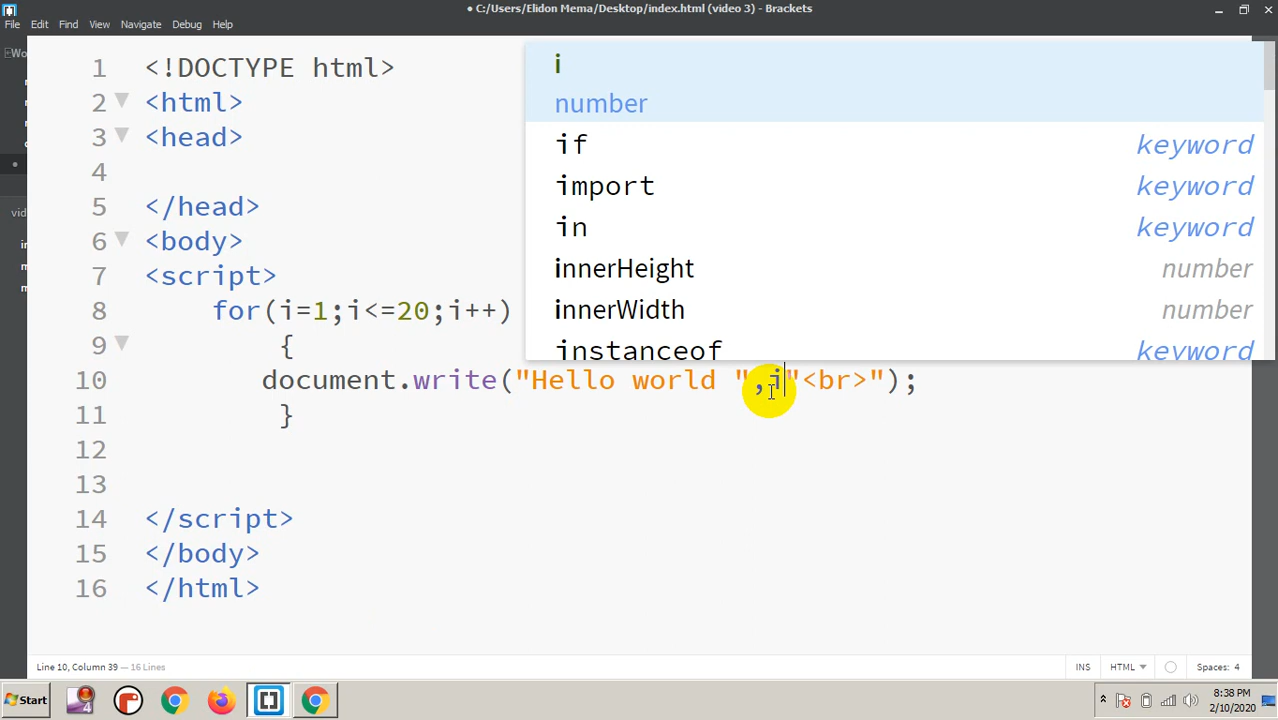 • C:/Users/Elidon Mema/Desktop/index.html (video 3) - Brackets
File Edit Find View Navigate Debug Help
Wo
1 <!DOCTYPE html>
2 <html>
3 <head>
4
5 </head>
6 <body>
7 <script>
8 for(i=1;i<=20;i++)
9 {
10 document.write("Hello world ",i"<br>");
11 }
12
13
14 </script>
15 </body>
16 </html>
i
number
if keyword
import keyword
in keyword
innerHeight number
innerWidth number
instanceof keyword
vid
Line 10, Column 39 — 16 Lines
INS HTML Spaces: 4
Start
4
8:38 PM
2/10/2020